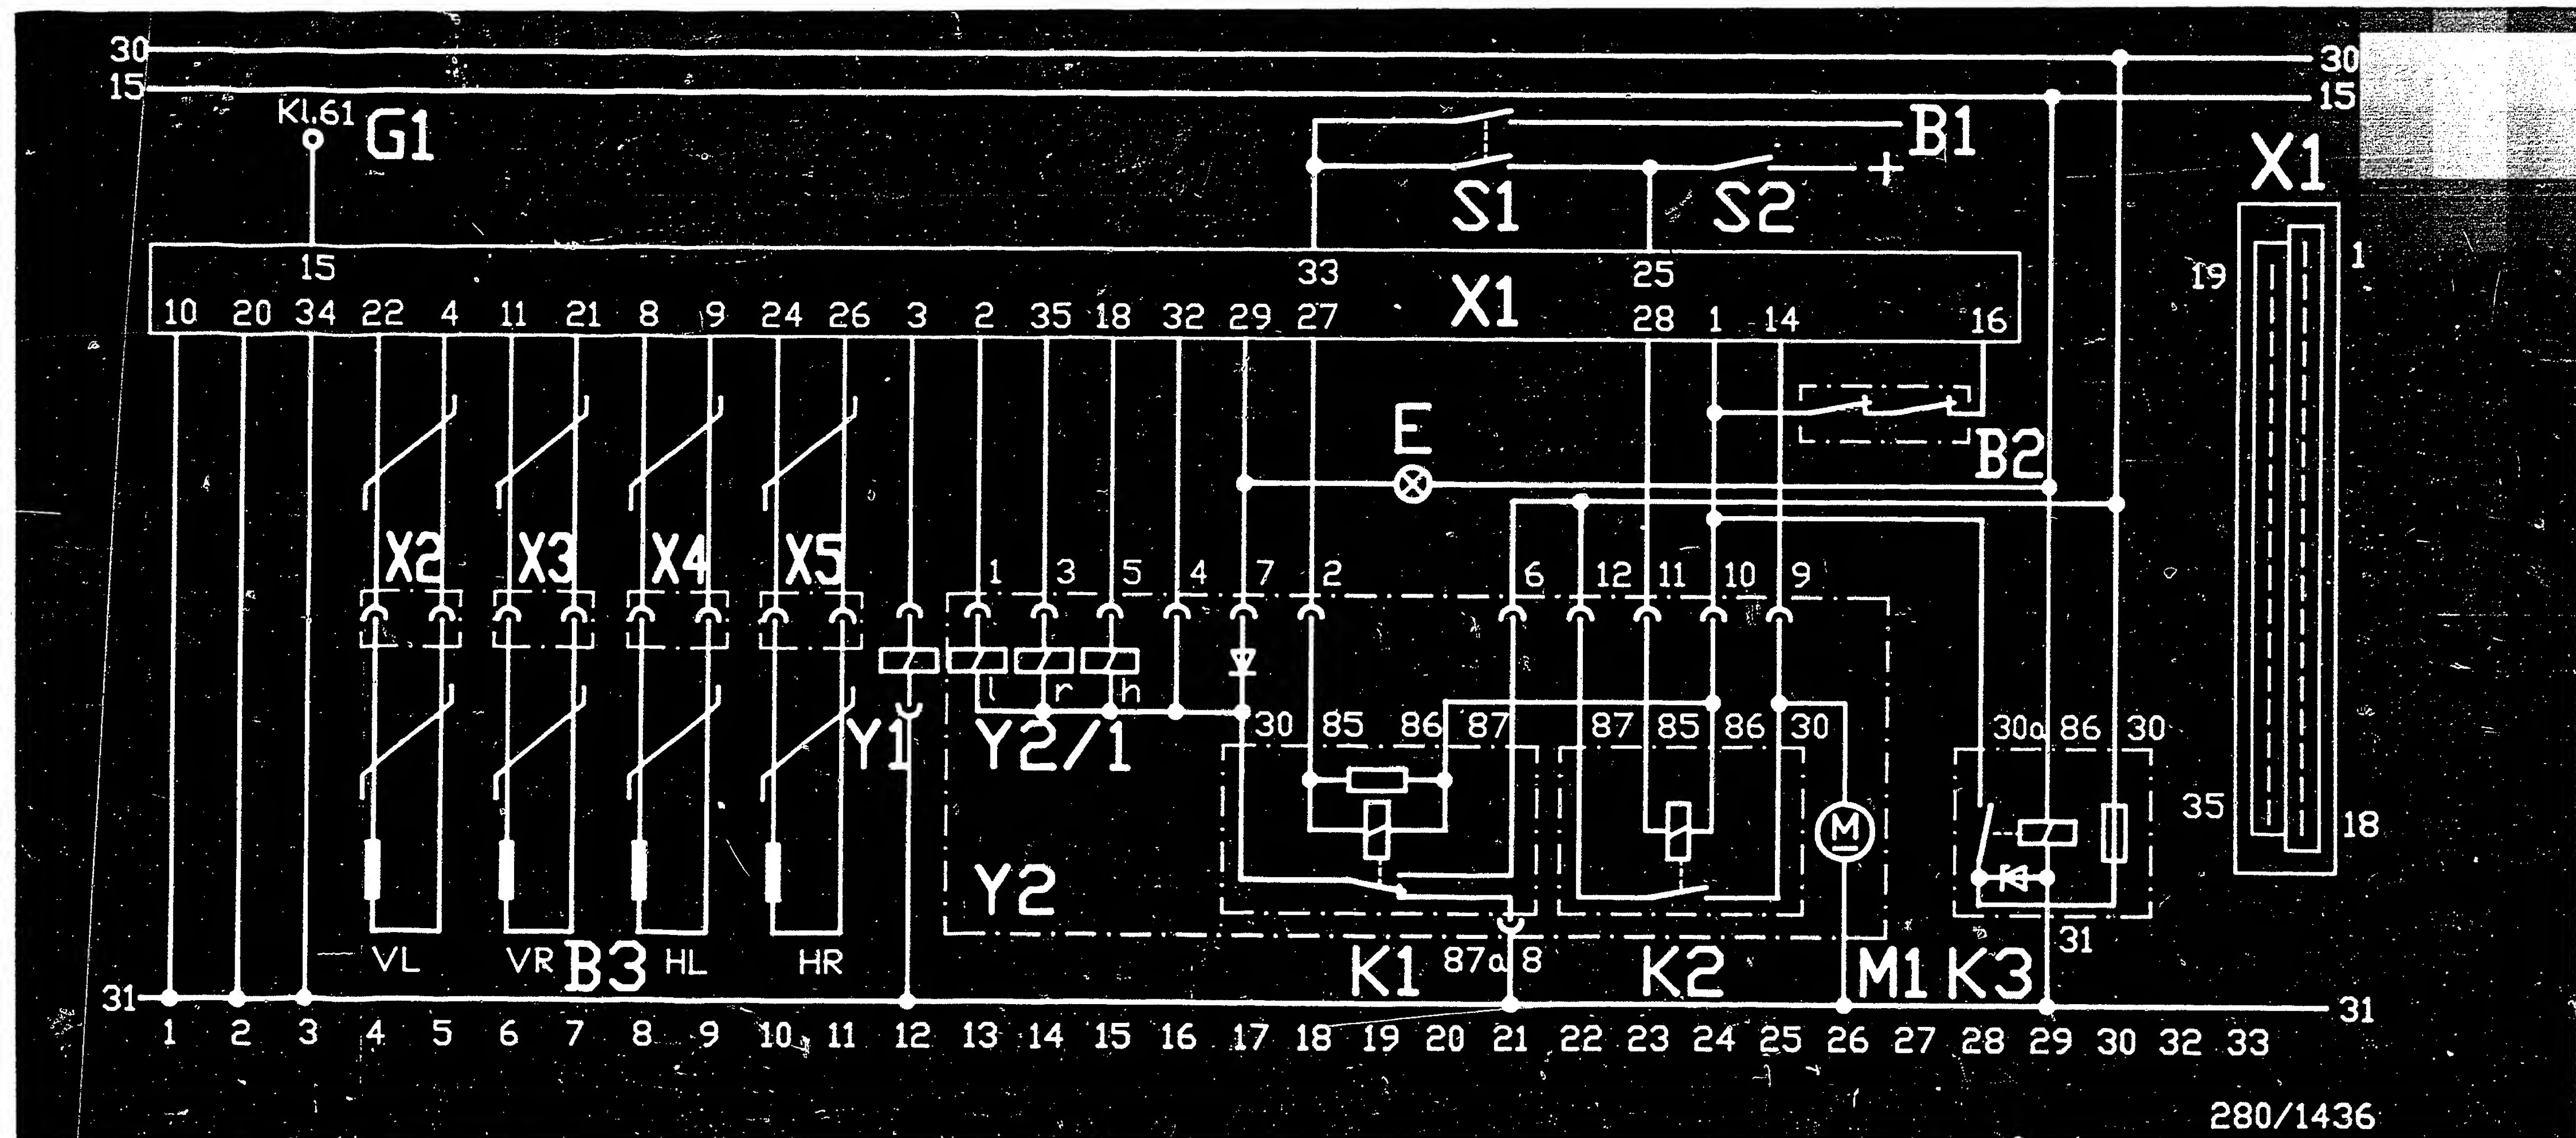 30 30
15 15
Kl.61 G1 B1
+
S1 S2 X1
15 33 25 19 1
X1
10 20 34 22 4 11 21 8 9 24 26 3 2 35 18 32 29 27 28 1 14 16
E
B2
X2 X3 X4 X5 1 3 5 4 7 2 6 12 11 10 9
l r h
Y1 Y2/1 30 85 86 87 87 85 86 30 30a 86 30
35 18
M
Y2
31
VL VR B3 HL HR K1 87a 8 K2 M1 K3
31 31
1 2 3 4 5 6 7 8 9 10 11 12 13 14 15 16 17 18 19 20 21 22 23 24 25 26 27 28 29 30 32 33
280/1436